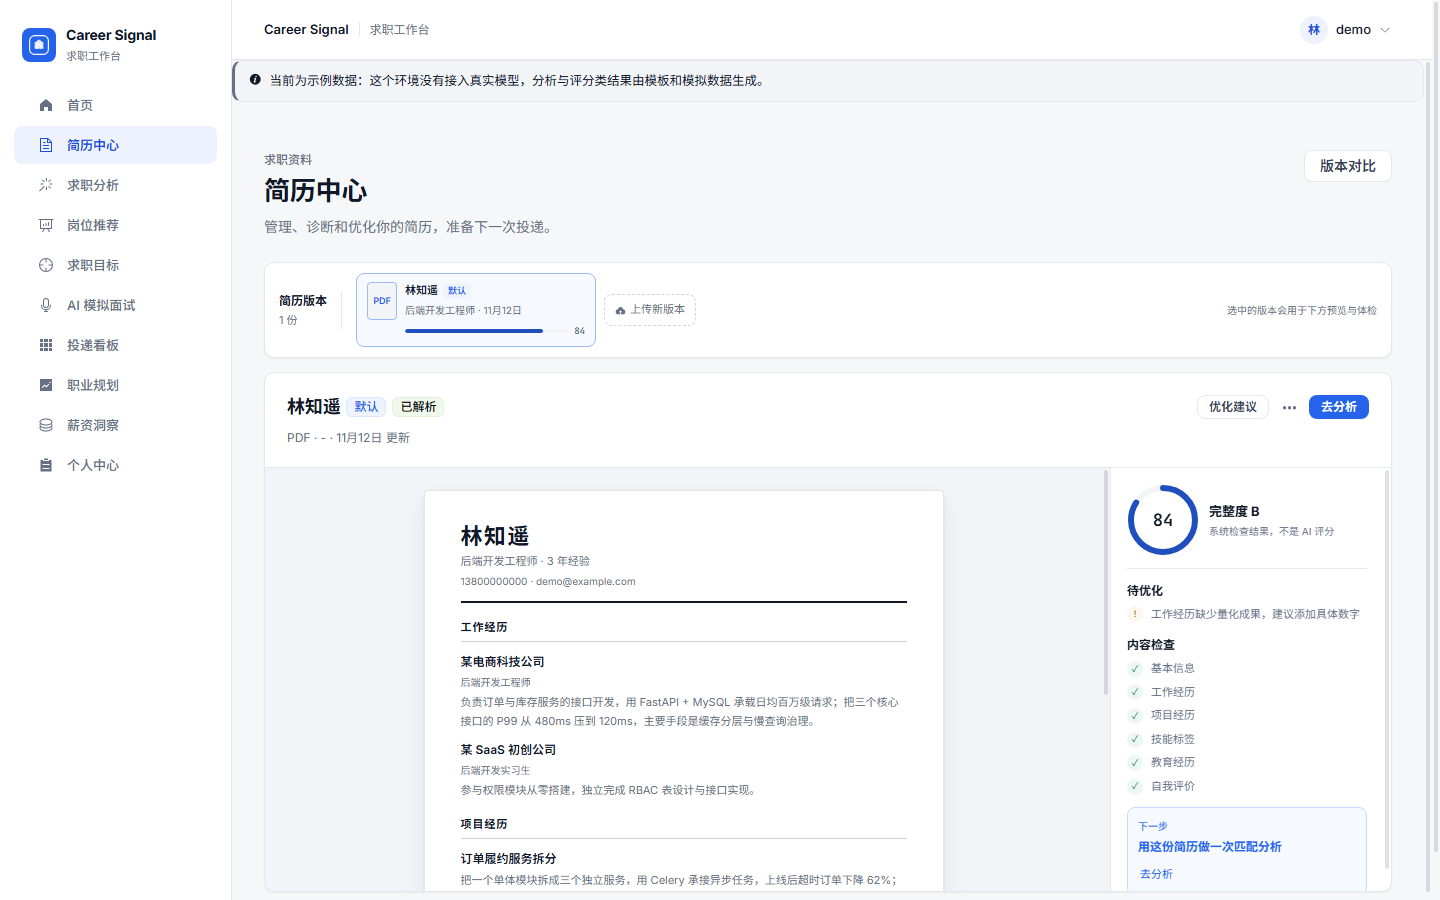 Career Signal
求职工作台
首页
简历中心
求职分析
岗位推荐
求职目标
AI 模拟面试
投递看板
职业规划
薪资洞察
个人中心
Career Signal
求职工作台
林
demo
当前为示例数据：这个环境没有接入真实模型，分析与评分类结果由模板和模拟数据生成。
求职资料
简历中心
管理、诊断和优化你的简历，准备下一次投递。
版本对比
简历版本
1 份
PDF
林知遥 默认
后端开发工程师 · 11月12日
84
上传新版本
选中的版本会用于下方预览与体检
林知遥 默认 已解析
PDF · - · 11月12日 更新
优化建议
去分析
林知遥
后端开发工程师 · 3 年经验
13800000000 · demo@example.com
工作经历
某电商科技公司
后端开发工程师
负责订单与库存服务的接口开发，用 FastAPI + MySQL 承载日均百万级请求；把三个核心
接口的 P99 从 480ms 压到 120ms，主要手段是缓存分层与慢查询治理。
某 SaaS 初创公司
后端开发实习生
参与权限模块从零搭建，独立完成 RBAC 表设计与接口实现。
项目经历
订单履约服务拆分
把一个单体模块拆成三个独立服务，用 Celery 承接异步任务，上线后超时订单下降 62%；
84
完整度 B
系统检查结果，不是 AI 评分
待优化
工作经历缺少量化成果，建议添加具体数字
内容检查
基本信息
工作经历
项目经历
技能标签
教育经历
自我评价
下一步
用这份简历做一次匹配分析
去分析